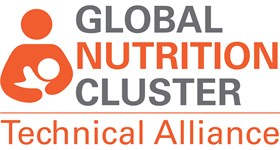 GLOBAL
NUTRITION
CLUSTER
Technical Alliance